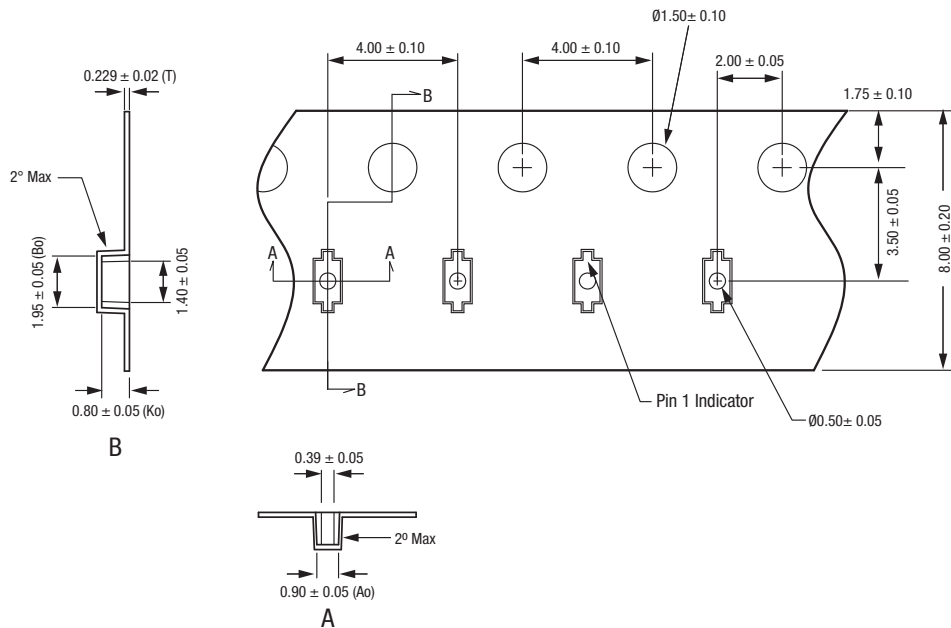 Ø1.50± 0.10
4.00 ± 0.10
4.00 ± 0.10
2.00 ± 0.05
0.229 ± 0.02 (T)
B
1.75 ± 0.10
2° Max
3.50 ± 0.05
8.00 ± 0.20
A
A
1.95 ± 0.05 (Bo)
1.40 ± 0.05
B
Pin 1 Indicator
0.80 ± 0.05 (Ko)
Ø0.50± 0.05
B
0.39 ± 0.05
2º Max
0.90 ± 0.05 (Ao)
A